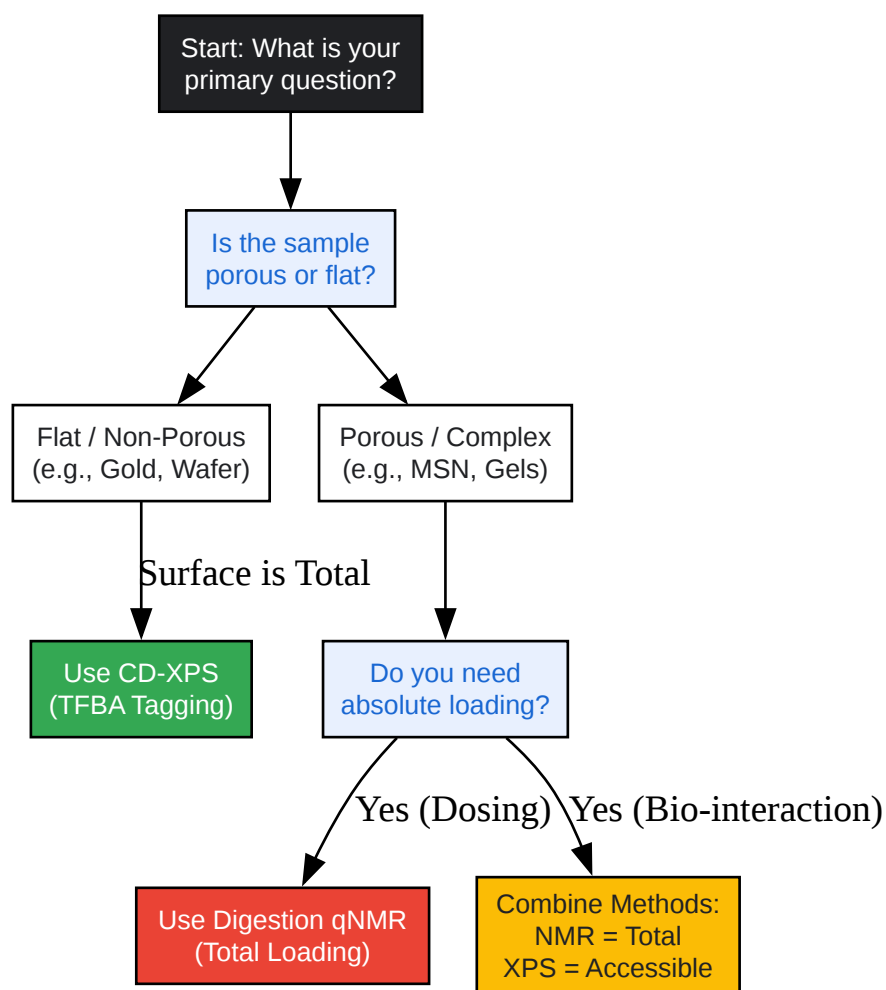 Start: What is your
primary question?
Is the sample
porous or flat?
Flat / Non-Porous
(e.g., Gold, Wafer)
Porous / Complex
(e.g., MSN, Gels)
Surface is Total
Use CD-XPS
(TFBA Tagging)
Do you need
absolute loading?
Yes (Dosing)
Yes (Bio-interaction)
Use Digestion qNMR
(Total Loading)
Combine Methods:
NMR = Total
XPS = Accessible